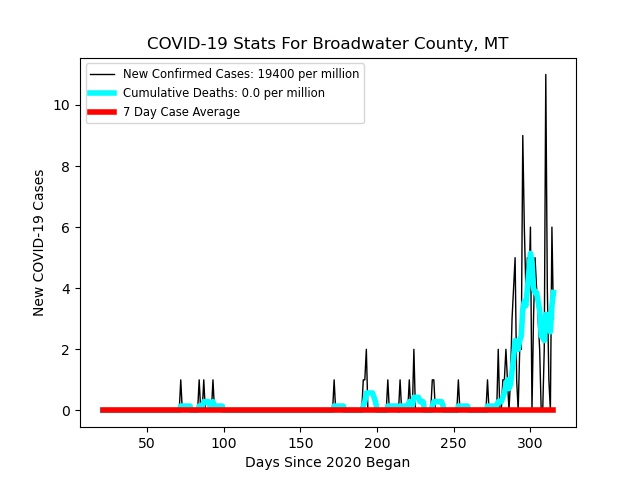 COVID-19 Stats For Broadwater County, MT
New Confirmed Cases: 19400 per million
Cumulative Deaths: 0.0 per million
7 Day Case Average
New COVID-19 Cases
10
8
6
4
2
0
50 100 150 200 250 300
Days Since 2020 Began